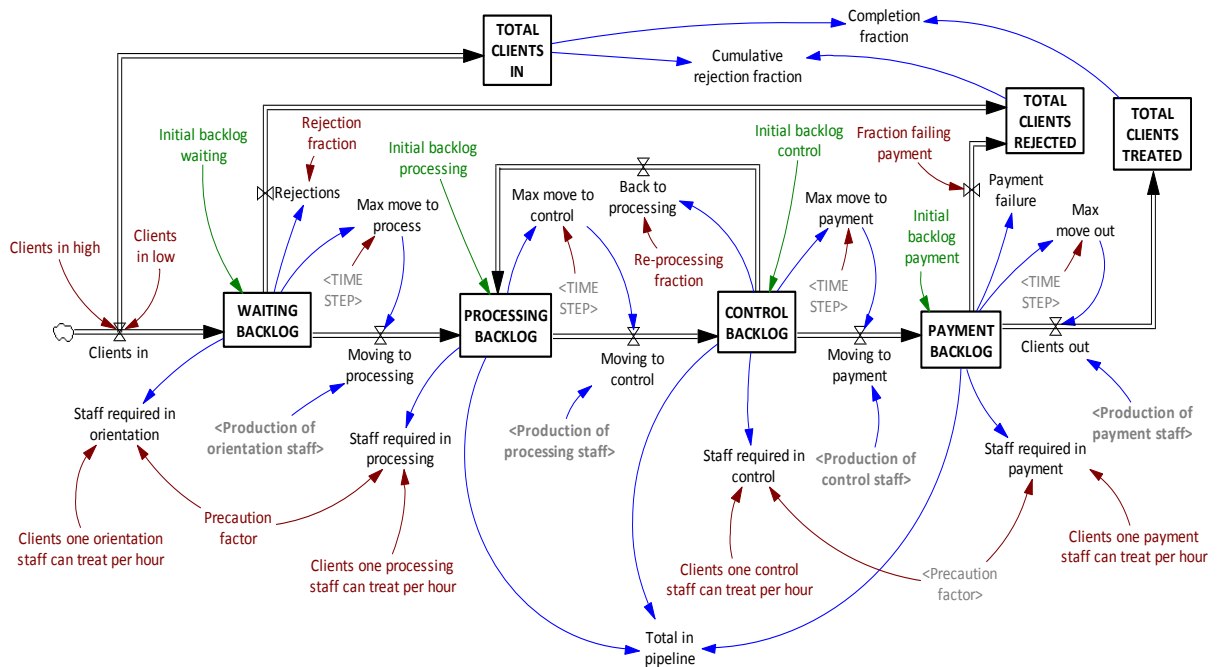 TOTAL
CLIENTS
IN
Completion
fraction
Cumulative
rejection fraction
TOTAL
CLIENTS
REJECTED
TOTAL
CLIENTS
TREATED
Initial backlog
waiting
Rejection
fraction
Initial backlog
processing
Initial backlog
control
Fraction failing
payment
Rejections
Max move to
process
Max move to
control
Back to
processing
Max move to
payment
Payment
failure
Max
move out
Clients in high
Clients
in low
<TIME
STEP>
<TIME
STEP>
Re-processing
fraction
<TIME
STEP>
Initial
backlog
payment
<TIME
STEP>
WAITING
BACKLOG
PROCESSING
BACKLOG
CONTROL
BACKLOG
PAYMENT
BACKLOG
Clients in
Moving to
processing
Moving to
control
Moving to
payment
Clients out
Staff required in
orientation
<Production of
orientation staff>
Staff required in
processing
<Production of
processing staff>
Staff required in
control
<Production of
control staff>
Staff required in
payment
<Production of
payment staff>
Clients one orientation
staff can treat per hour
Precaution
factor
Clients one processing
staff can treat per hour
Clients one control
staff can treat per hour
<Precaution
factor>
Clients one payment
staff can treat per hour
Total in
pipeline